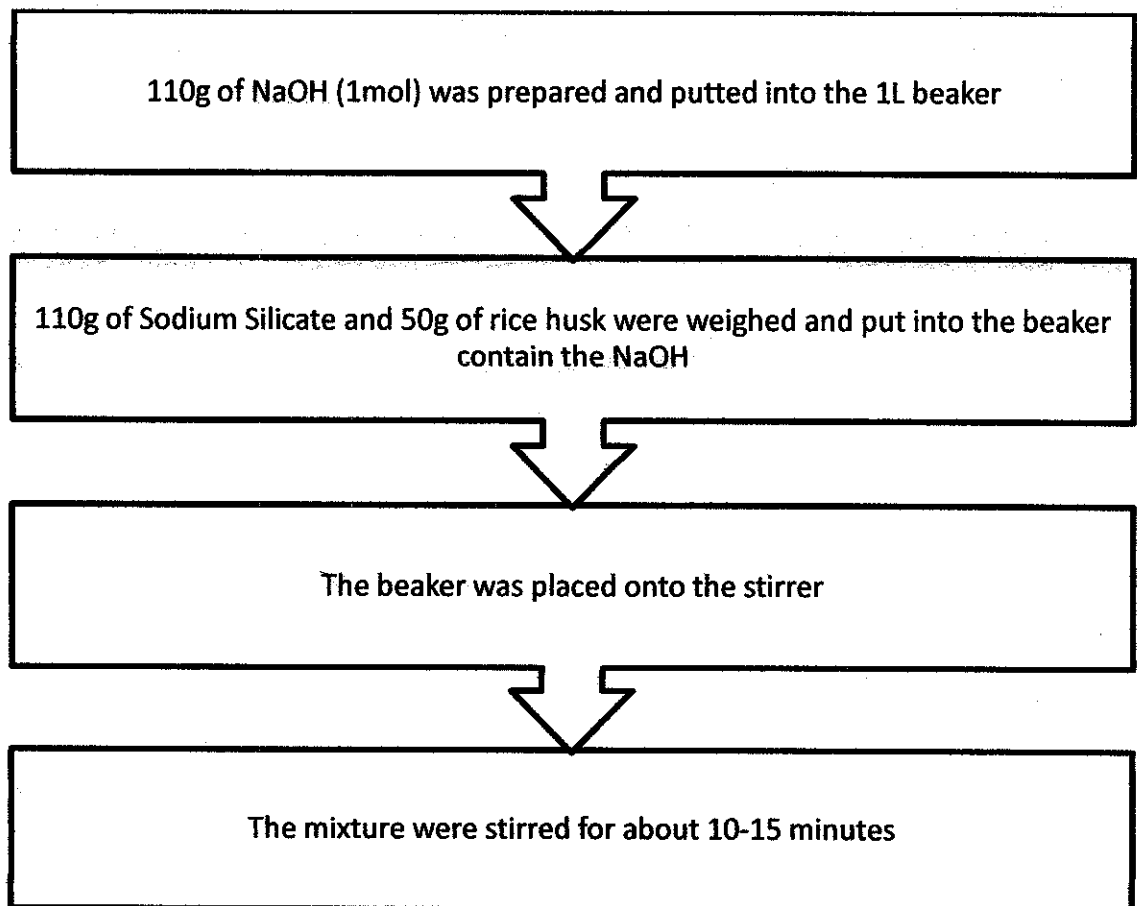 110g of NaOH (1mol) was prepared and putted into the 1L beaker
110g of Sodium Silicate and 50g of rice husk were weighed and put into the beaker
contain the NaOH
The beaker was placed onto the stirrer
The mixture were stirred for about 10-15 minutes